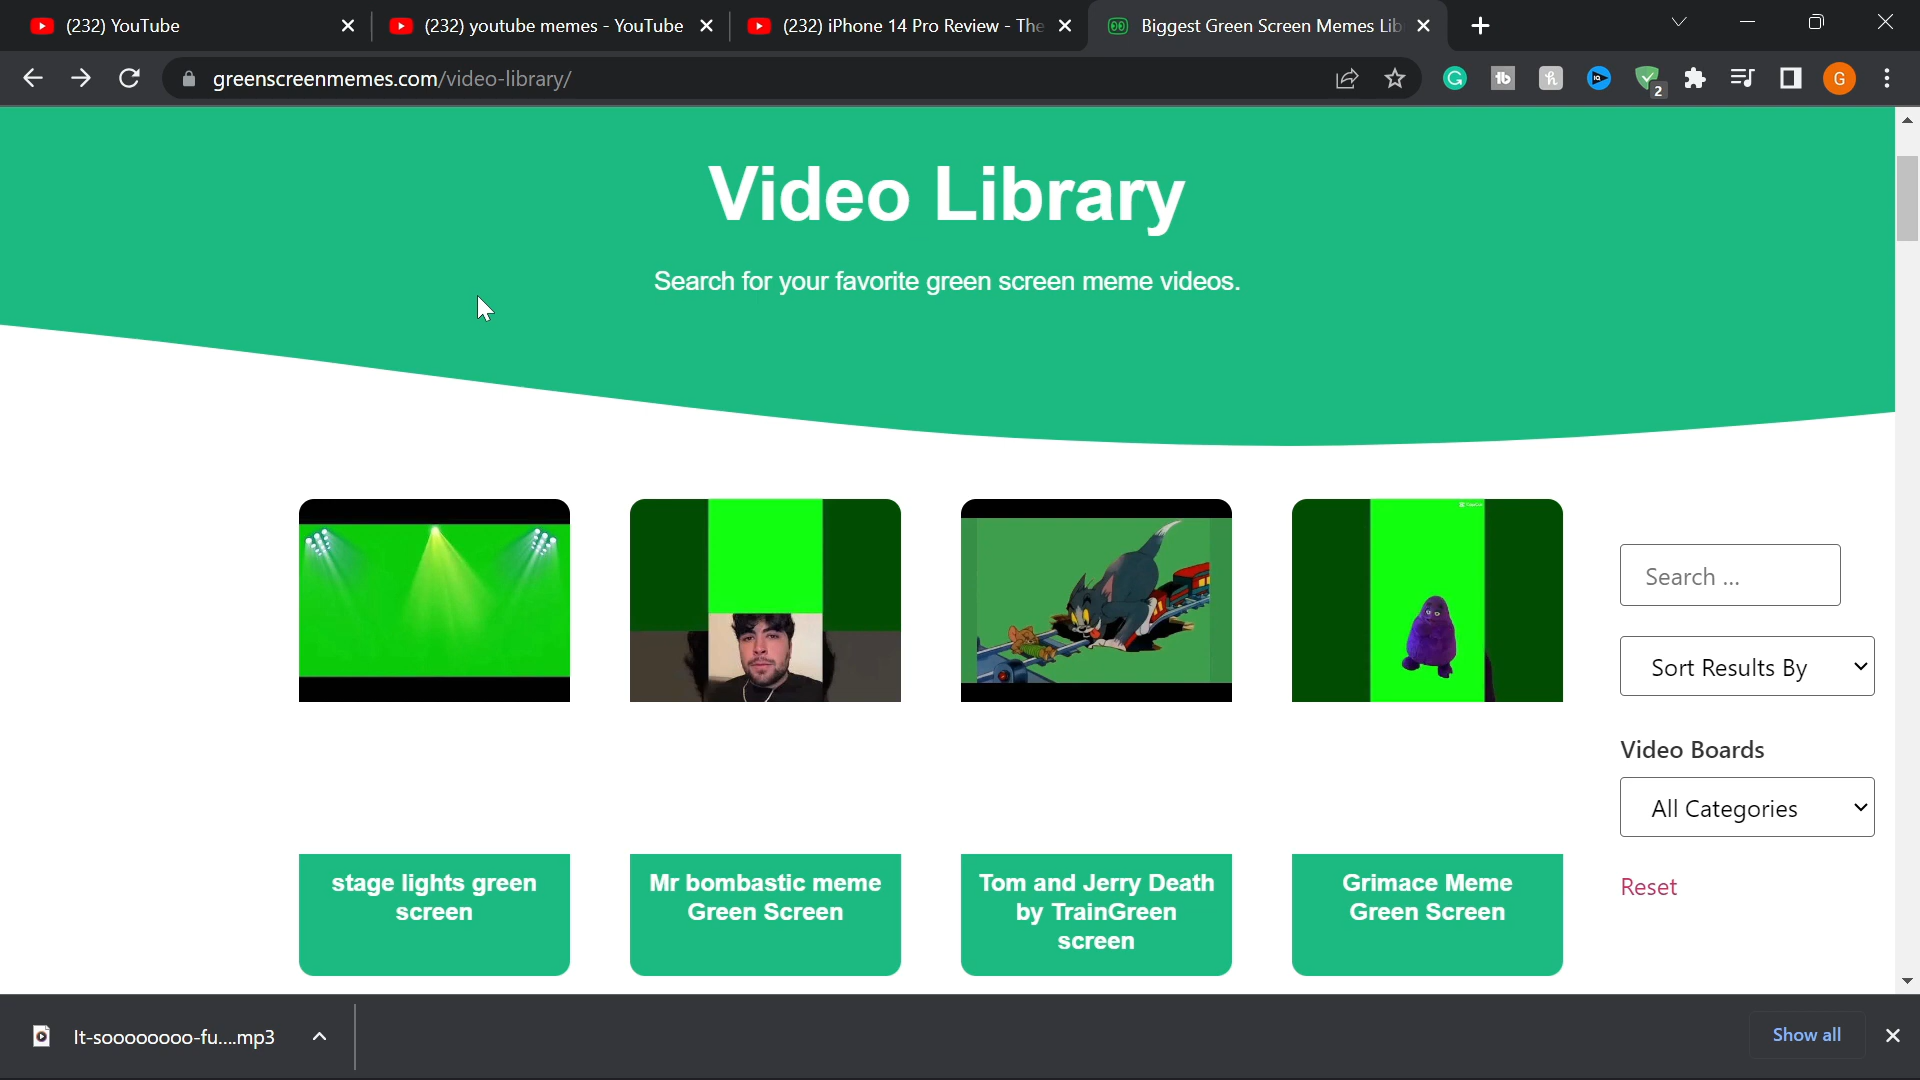 (232) YouTube
(232) youtube memes - YouTube
(232) iPhone 14 Pro Review - The
Biggest Green Screen Memes Lib
greenscreenmemes.com/video-library/
2
G
Video Library
Search for your favorite green screen meme videos.
Search ...
Sort Results By
Video Boards
All Categories
Reset
stage lights green
screen
Mr bombastic meme
Green Screen
Tom and Jerry Death
by TrainGreen
screen
Grimace Meme
Green Screen
It-soooooooo-fu....mp3
Show all